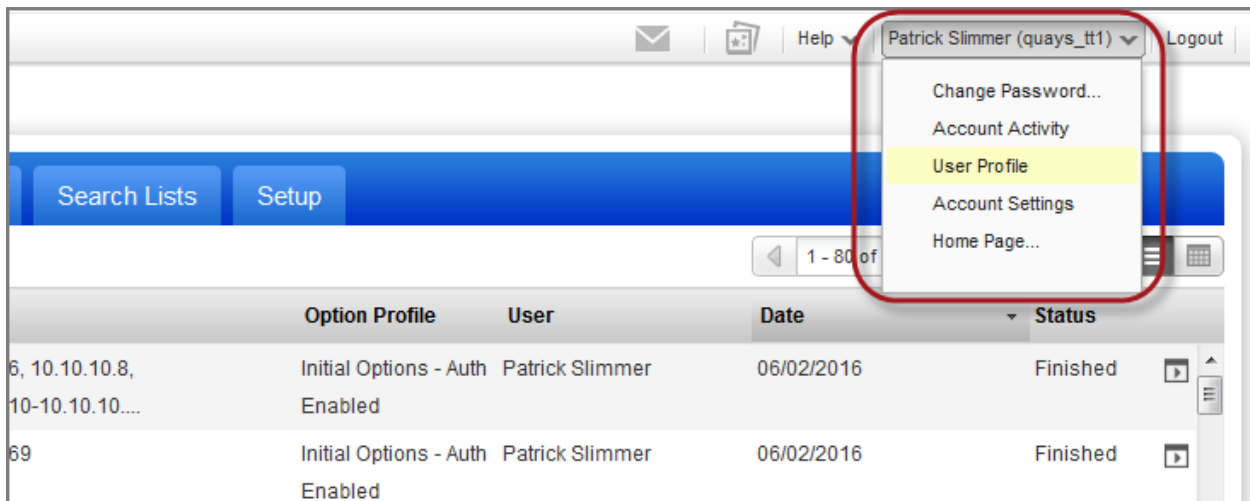 Help
Patrick Slimmer (quays_tt1)
Logout
Change Password...
Account Activity
User Profile
Account Settings
Home Page...
Search Lists
Setup
1 - 80 of
Option Profile
User
Date
Status
6, 10.10.10.8,
10-10.10.10....
Initial Options - Auth
Enabled
Patrick Slimmer
06/02/2016
Finished
69
Initial Options - Auth
Enabled
Patrick Slimmer
06/02/2016
Finished